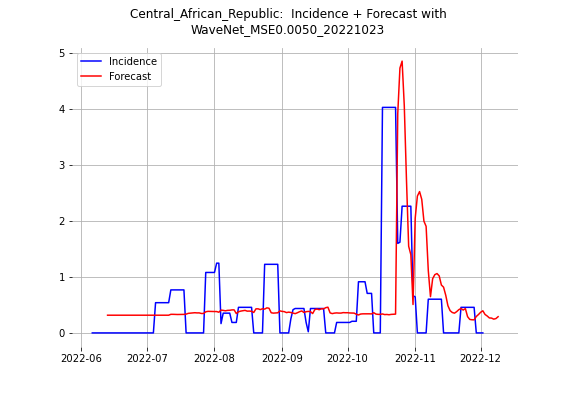 Central_African_Republic:  Incidence + Forecast with
WaveNet_MSE0.0050_20221023
Incidence
Forecast
5
4
3
2
1
0
2022-06 2022-07 2022-08 2022-09 2022-10 2022-11 2022-12